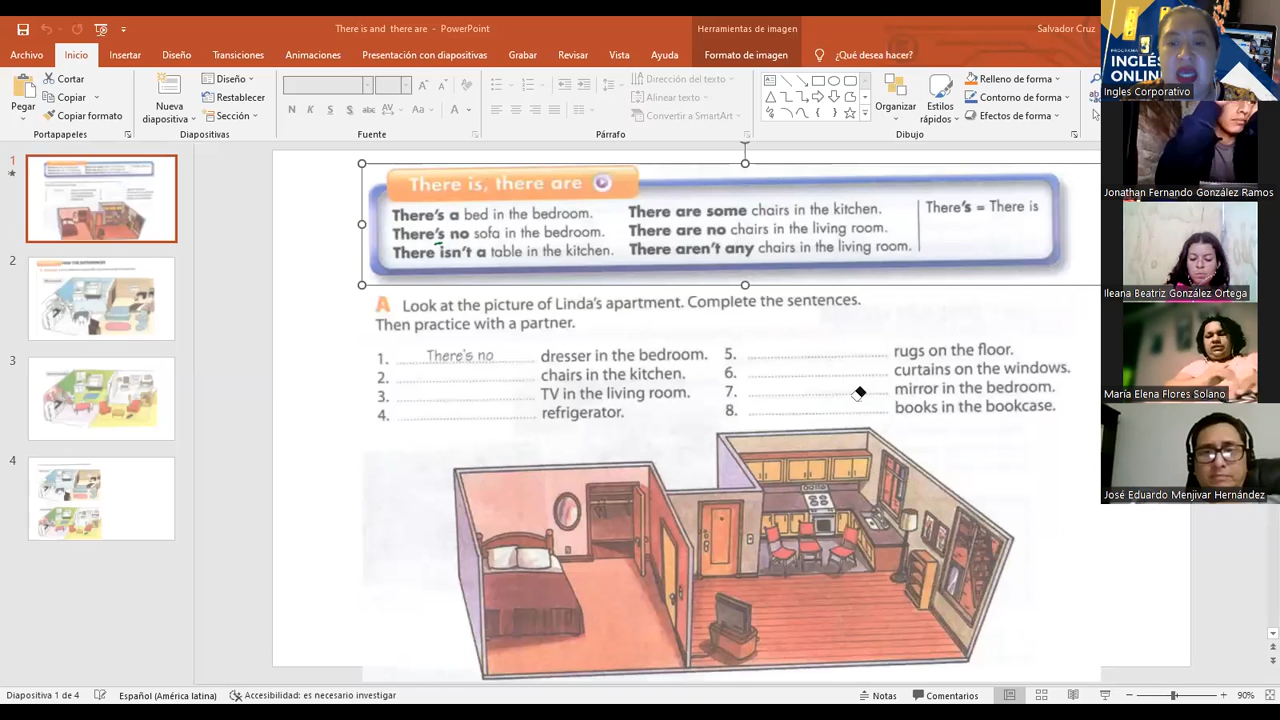 There is and there are - PowerPoint
Herramientas de imagen
Salvador Cruz
Archivo Inicio Insertar Diseño Transiciones Animaciones Presentación con diapositivas Grabar Revisar Vista Ayuda Formato de imagen ¿Qué desea hacer?
Pegar
Cortar
Copiar
Copiar formato
Portapapeles
Nueva diapositiva
Diseño
Restablecer
Sección
Diapositivas
N K S S abc AV Aa A
Fuente
Párrafo
Dirección del texto
Alinear texto
Convertir a SmartArt
Organizar
Estilos rápidos
Relleno de forma
Contorno de forma
Efectos de forma
Dibujo
1
2
3
4
There is, there are
There's a bed in the bedroom.
There's no sofa in the bedroom.
There isn't a table in the kitchen.
There are some chairs in the kitchen.
There are no chairs in the living room.
There aren't any chairs in the living room.
There's = There is
A Look at the picture of Linda's apartment. Complete the sentences.
Then practice with a partner.
1. There's no dresser in the bedroom.
2. chairs in the kitchen.
3. TV in the living room.
4. refrigerator.
5. rugs on the floor.
6. curtains on the windows.
7. mirror in the bedroom.
8. books in the bookcase.
PROGRAMA
INGLÉS
ONLINE
Ingles Corporativo
Jonathan Fernando González Ramos
Ileana Beatriz González Ortega
María Elena Flores Solano
José Eduardo Menjivar Hernández
Diapositiva 1 de 4 Español (América latina) Accesibilidad: es necesario investigar Notas Comentarios 90%